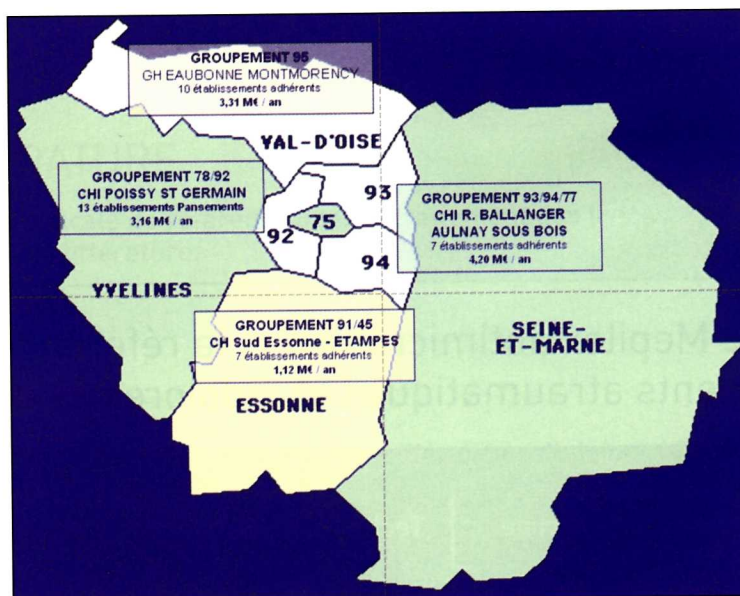 GROUPEMENT 95
GH EAUBONNE MONTMORENCY
10 établissements adhérents
3,31 M€ / an
VAL-D'OISE
GROUPEMENT 78/92
CHI POISSY ST GERMAIN
13 établissements Pansements
3,16 M€ / an
93
GROUPEMENT 93/94/77
CHI R. BALLANGER
AULNAY SOUS BOIS
7 établissements adhérents
4,20 M€ / an
75
92
94
YVELINES
GROUPEMENT 91/45
CH Sud Essonne - ETAMPES
7 établissements adhérents
1,12 M€ / an
SEINE-
ET-MARNE
ESSONNE